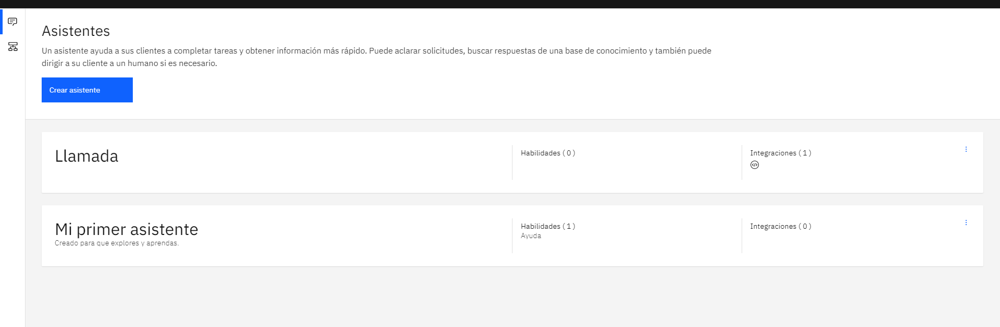 Asistentes
Un asistente ayuda a sus clientes a completar tareas y obtener información más rápido. Puede aclarar solicitudes, buscar respuestas de una base de conocimiento y también puede
dirigir a su cliente a un humano si es necesario.
Crear asistente
Llamada
Habilidades ( 0 )
Integraciones ( 1 )
Mi primer asistente
Creado para que explores y aprendas.
Habilidades ( 1 )
Ayuda
Integraciones ( 0 )